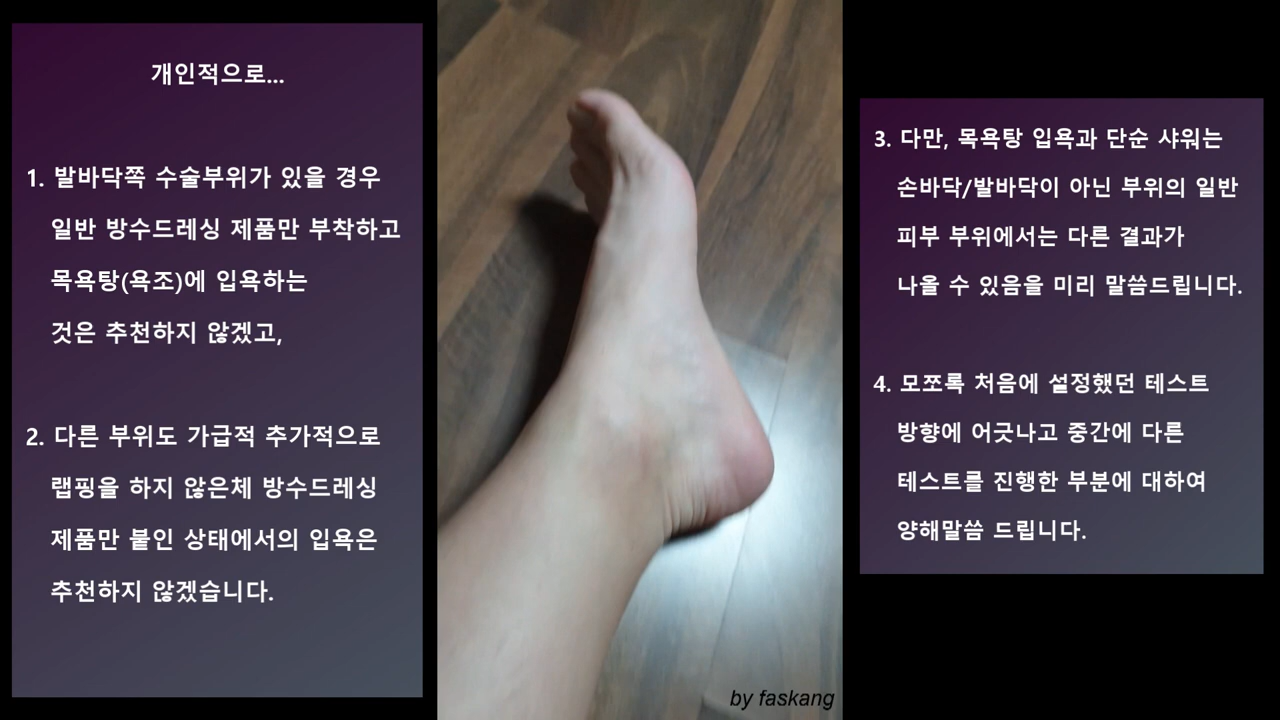 개인적으로...
1. 발바닥쪽 수술부위가 있을 경우
일반 방수드레싱 제품만 부착하고
목욕탕(욕조)에 입욕하는
것은 추천하지 않겠고,
2. 다른 부위도 가급적 추가적으로
랩핑을 하지 않은체 방수드레싱
제품만 붙인 상태에서의 입욕은
추천하지 않겠습니다.
by faskang
3. 다만, 목욕탕 입욕과 단순 샤워는
손바닥/발바닥이 아닌 부위의 일반
피부 부위에서는 다른 결과가
나올 수 있음을 미리 말씀드립니다.
4. 모쪼록 처음에 설정했던 테스트
방향에 어긋나고 중간에 다른
테스트를 진행한 부분에 대하여
양해말씀 드립니다.